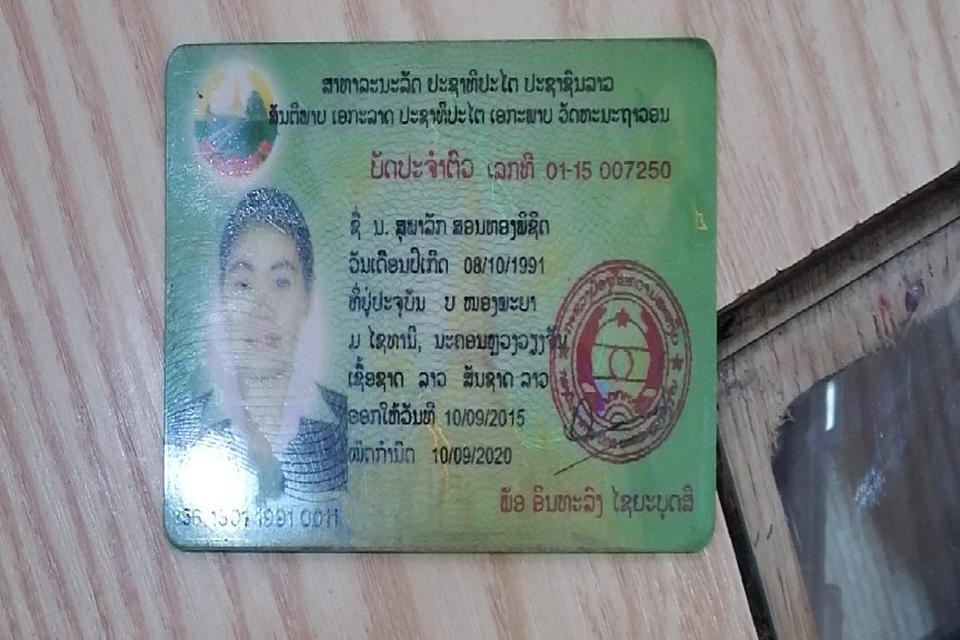 ສາທາລະນະລັດ ປະຊາທິປະໄຕ ປະຊາຊົນລາວ
ສັນຕິພາບ ເອກະລາດ ປະຊາທິປະໄຕ ເອກະພາບ ວັດທະນະຖາວອນ
ບັດປະຈຳຕົວ ເລກທີ 01-15 007250
ຊື່ ນ. ສຸພາລັກ ສອນທອງພິຊິດ
ວັນເດືອນປີເກີດ 08/10/1991
ທີ່ຢູ່ປະຈຸບັນ ບ ໜອງພະຍາ
ມ ໄຊທານີ, ນະຄອນຫຼວງວຽງຈັນ
ເຊື້ອຊາດ ລາວ ສັນຊາດ ລາວ
ອອກໃຫ້ວັນທີ 10/09/2015
ໝົດກຳນົດ 10/09/2020
ພັອ ອິນທະລົງ ໄຊຍະບຸດສີ
1991 0011